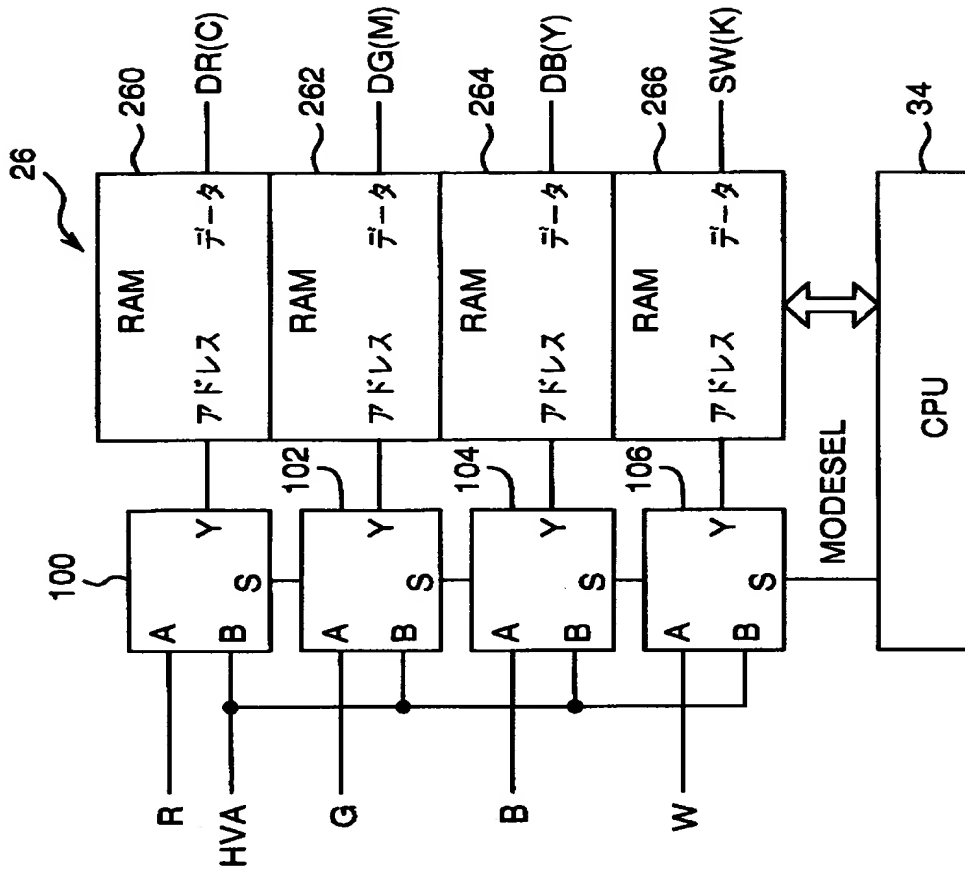 26
260
262
264
266
34
RAM
アドレス データ
DR(C)
RAM
アドレス データ
DG(M)
RAM
アドレス データ
DB(Y)
RAM
アドレス データ
SW(K)
100
A
B
S
Y
102
A
B
S
Y
104
A
B
S
Y
106
A
B
S
Y
R
HVA
G
B
W
MODESEL
CPU